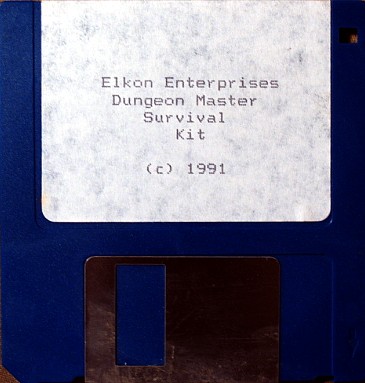 Elkon Enterprises
Dungeon Master
Survival
Kit
(c) 1991